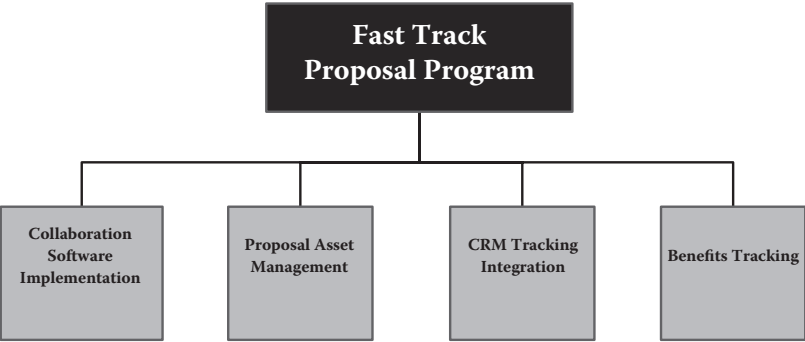 Fast Track
Proposal Program
Collaboration
Software
Implementation
Proposal Asset
Management
CRM Tracking
Integration
Benefits Tracking